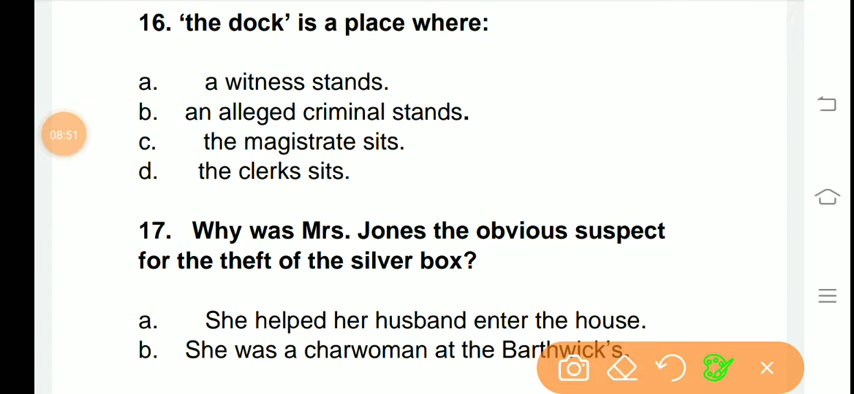 16. ‘the dock’ is a place where:
a. a witness stands.
b. an alleged criminal stands.
c. the magistrate sits.
d. the clerks sits.
08:51
17. Why was Mrs. Jones the obvious suspect
for the theft of the silver box?
a. She helped her husband enter the house.
b. She was a charwoman at the Barthwick’s.